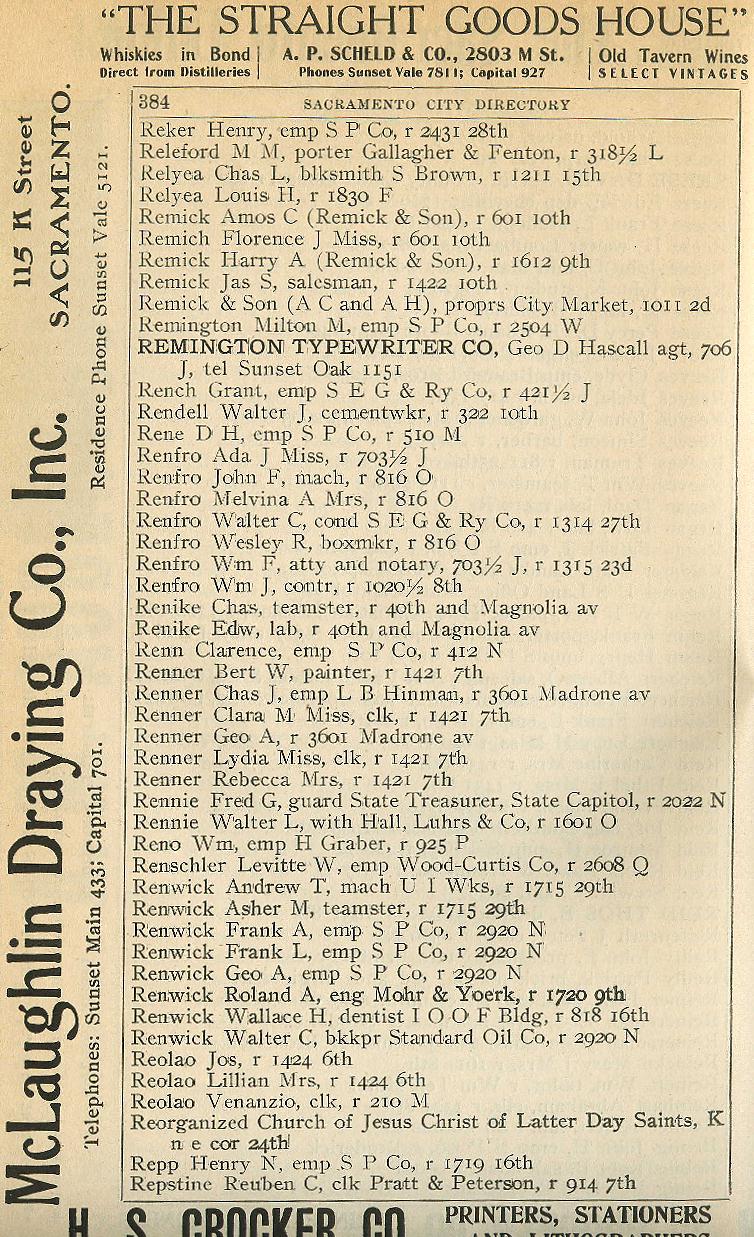 "THE STRAIGHT GOODS HOUSE"
Whiskies in Bond | A. P. SCHELD & CO., 2803 M St. | Old Tavern Wines
Direct from Distilleries | Phones Sunset Vale 7811; Capital 927 | SELECT VINTAGES
384 SACRAMENTO CITY DIRECTORY
Reker Henry, emp S P Co, r 2431 28th
Releford M M, porter Gallagher & Fenton, r 318½ L
Relyea Chas L, blksmith S Brown, r 1211 15th
Relyea Louis H, r 1830 F
Remick Amos C (Remick & Son), r 601 10th
Remich Florence J Miss, r 601 10th
Remick Harry A (Remick & Son), r 1612 9th
Remick Jas S, salesman, r 1422 10th
Remick & Son (A C and A H), proprs City Market, 1011 2d
Remington Milton M, emp S P Co, r 2504 W
REMINGTON TYPEWRITER CO, Geo D Hascall agt, 706
J, tel Sunset Oak 1151
Rench Grant, emp S E G & Ry Co, r 421½ J
Rendell Walter J, cementwkr, r 322 10th
Rene D H, emp S P Co, r 510 M
Renfro Ada J Miss, r 703½ J
Renfro John F, mach, r 816 O
Renfro Melvina A Mrs, r 816 O
Renfro Walter C, cond S E G & Ry Co, r 1314 27th
Renfro Wesley R, boxmkr, r 816 O
Renfro Wm F, atty and notary, 703½ J, r 1315 23d
Renfro Wm J, contr, r 1020½ 8th
Renike Chas, teamster, r 40th and Magnolia av
Renike Edw, lab, r 40th and Magnolia av
Renn Clarence, emp S P Co, r 412 N
Renner Bert W, painter, r 1421 7th
Renner Chas J, emp L B Hinman, r 3601 Madrone av
Renner Clara M Miss, clk, r 1421 7th
Renner Geo A, r 3601 Madrone av
Renner Lydia Miss, clk, r 1421 7th
Renner Rebecca Mrs, r 1421 7th
Rennie Fred G, guard State Treasurer, State Capitol, r 2022 N
Rennie Walter L, with Hall, Luhrs & Co, r 1601 O
Reno Wm, emp H Graber, r 925 P
Renschler Levitte W, emp Wood-Curtis Co, r 2608 Q
Renwick Andrew T, mach U I Wks, r 1715 29th
Renwick Asher M, teamster, r 1715 29th
Renwick Frank A, emp S P Co, r 2920 N
Renwick Frank L, emp S P Co, r 2920 N
Renwick Geo A, emp S P Co, r 2920 N
Renwick Roland A, eng Mohr & Yoerk, r 1720 9th
Renwick Wallace H, dentist I O O F Bldg, r 818 16th
Renwick Walter C, bkkpr Standard Oil Co, r 2920 N
Reolao Jos, r 1424 6th
Reolao Lillian Mrs, r 1424 6th
Reolao Venanzio, clk, r 210 M
Reorganized Church of Jesus Christ of Latter Day Saints, K
n e cor 24th
Repp Henry N, emp S P Co, r 1719 16th
Repstine Reuben C, clk Pratt & Peterson, r 914 7th
McLaughlin Draying Co., Inc.
115 K Street
SACRAMENTO.
Telephones: Sunset Main 433; Capital 701.
Residence Phone Sunset Vale 5121.
H. S. CROCKER CO.
PRINTERS, STATIONERS
AND LITHOGRAPHERS